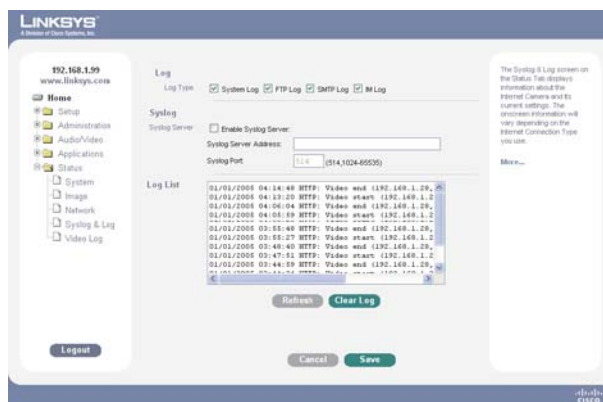 LINKSYS
A Division of Cisco Systems, Inc.
192.168.1.99
www.linksys.com
Home
Setup
Administration
Audio/Video
Applications
Status
System
Image
Network
Syslog & Log
Video Log
Logout
Log
Log Type
System Log FTP Log SMTP Log IM Log
Syslog
Syslog Server
Enable Syslog Server:
Syslog Server Address:
Syslog Port: 514 (514,1024-65535)
Log List
01/01/2005 04:14:48 HTTP: Video end (192.168.1.20,
01/01/2005 04:13:20 HTTP: Video start (192.168.1.2
01/01/2005 04:06:04 HTTP: Video end (192.168.1.20,
01/01/2005 04:05:59 HTTP: Video start (192.168.1.2
01/01/2005 03:55:48 HTTP: Video end (192.168.1.20,
01/01/2005 03:55:27 HTTP: Video start (192.168.1.2
01/01/2005 03:48:40 HTTP: Video end (192.168.1.20,
01/01/2005 03:47:51 HTTP: Video start (192.168.1.2
01/01/2005 03:44:59 HTTP: Video end (192.168.1.20,
Refresh
Clear Log
Cancel
Save
The Syslog & Log screen on
the Status Tab displays
information about the
Internet Camera and its
current settings. The
onscreen information will
vary depending on the
Internet Connection Type
you use.
More...
CISCO